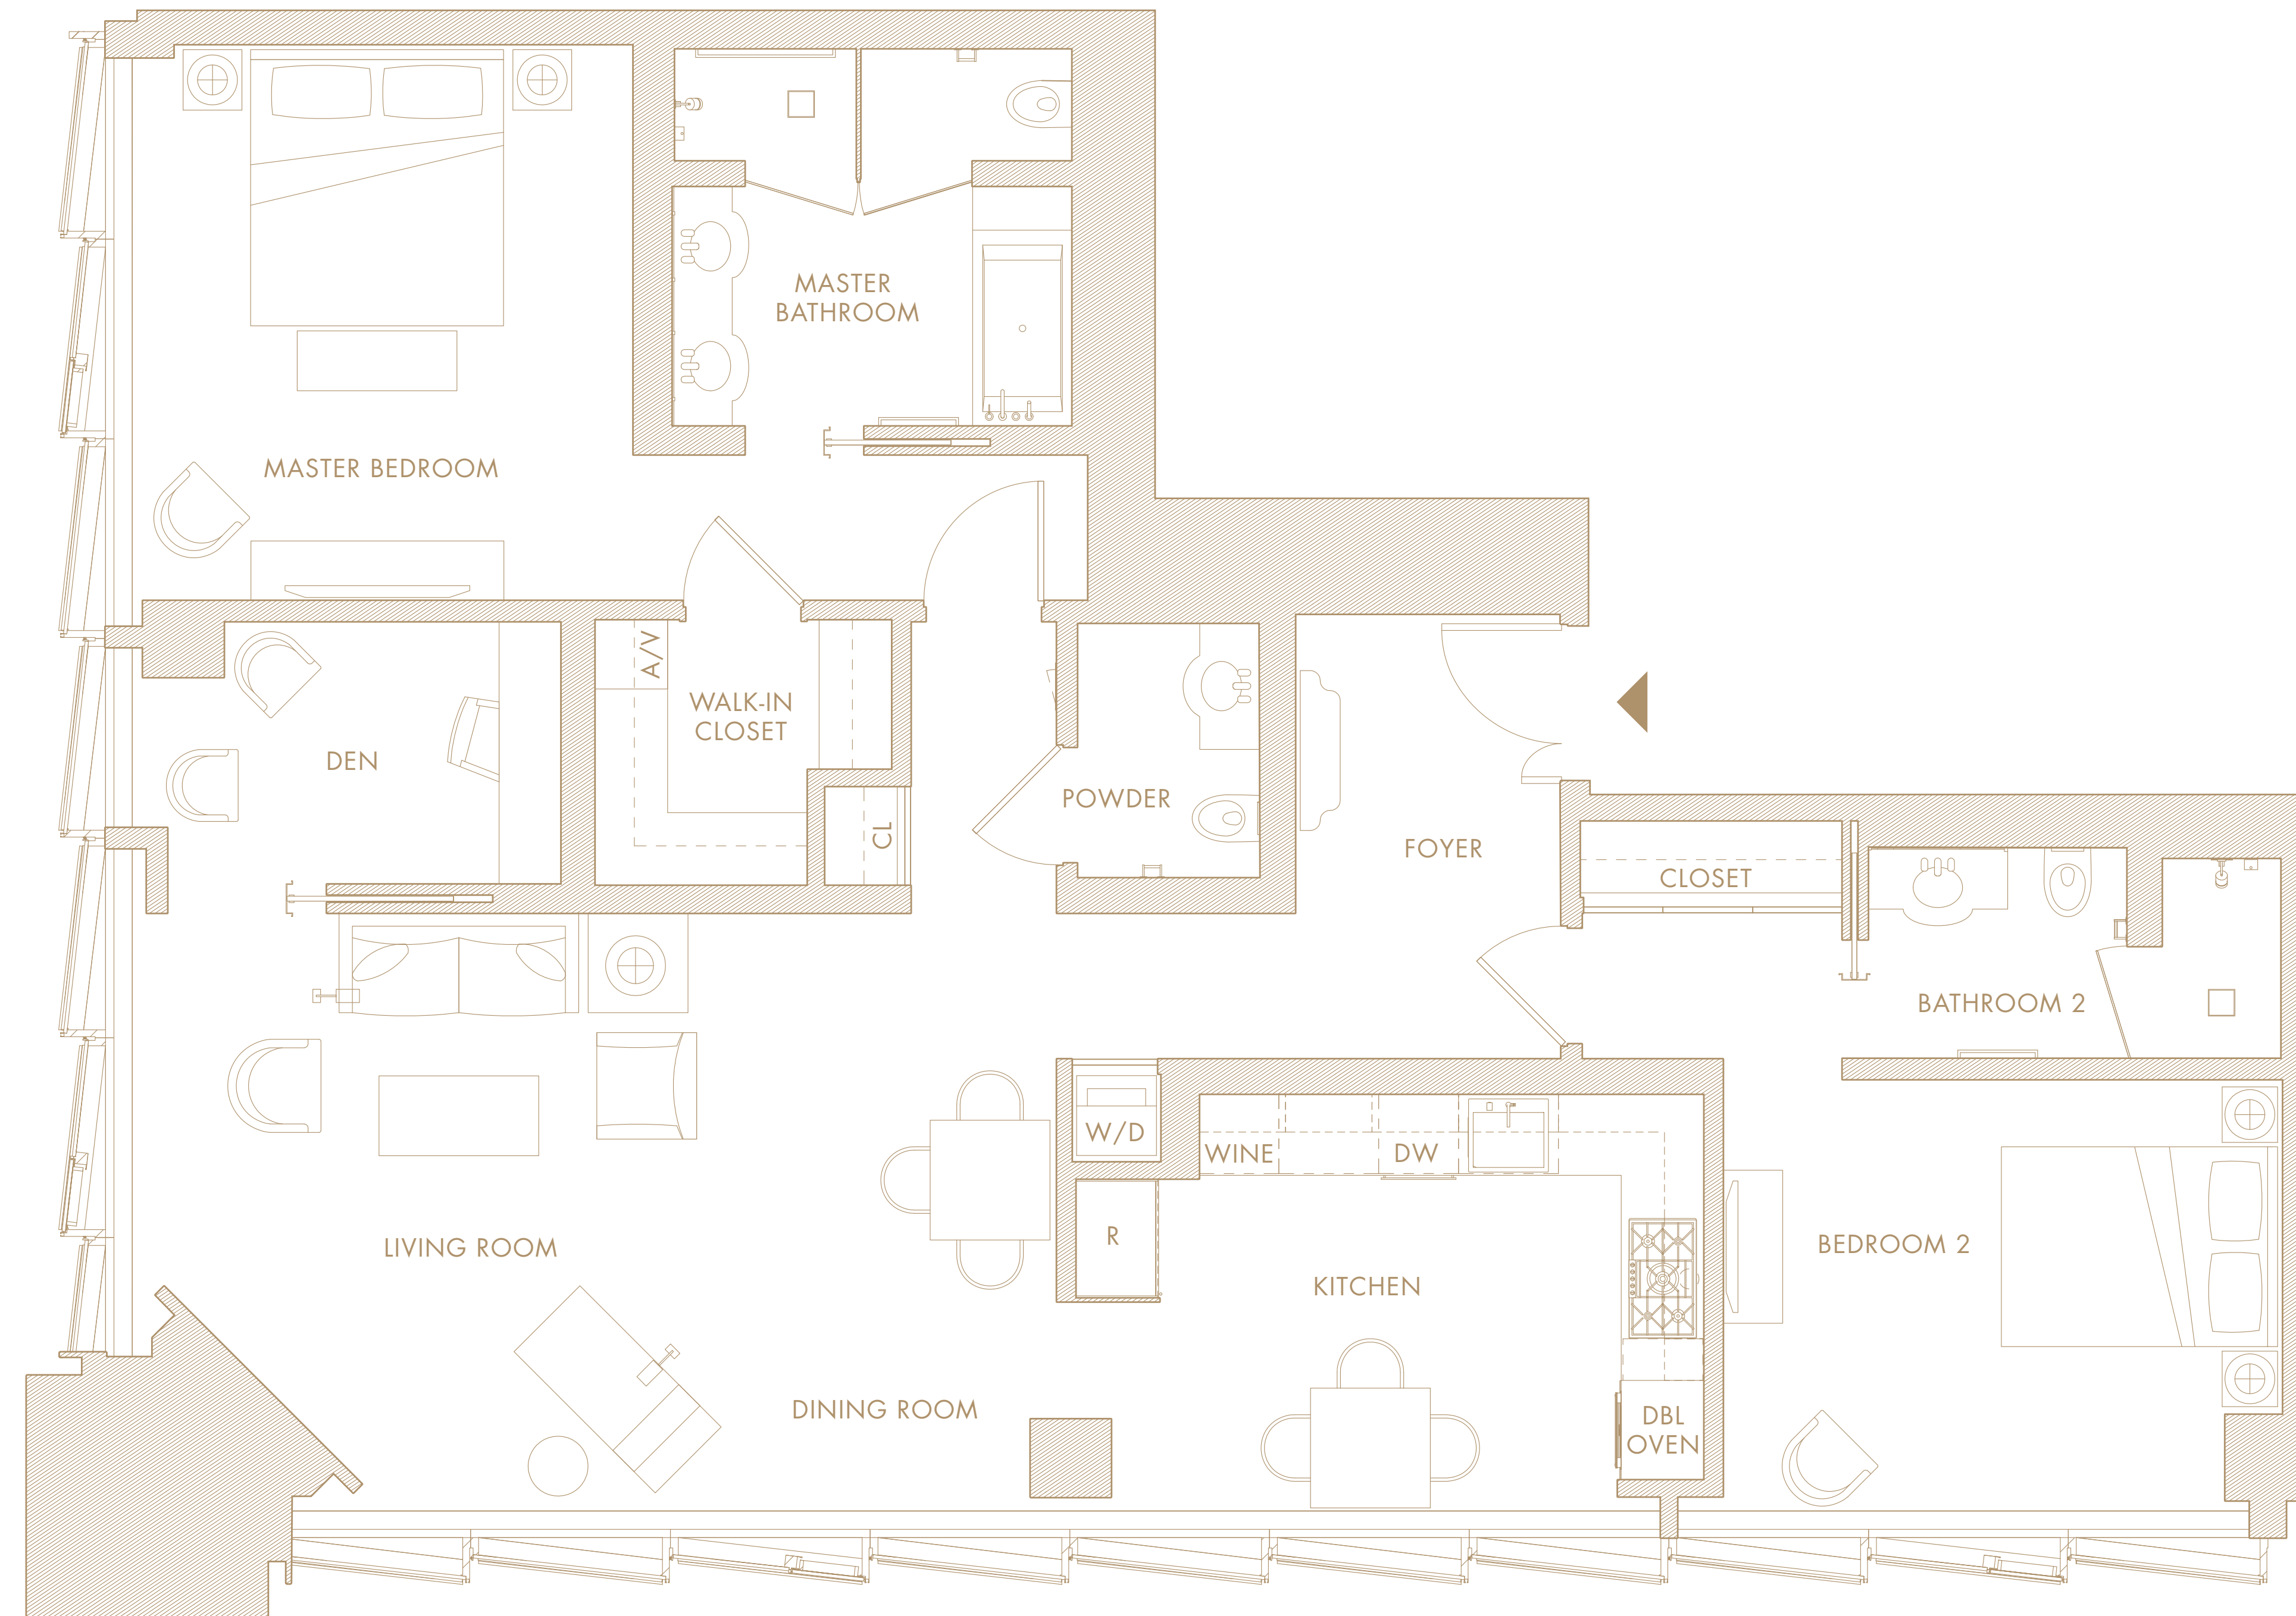 MASTER
BATHROOM
MASTER BEDROOM
A/V
WALK-IN
CLOSET
DEN
POWDER
CL
FOYER
CLOSET
BATHROOM 2
W/D
WINE
DW
R
LIVING ROOM
KITCHEN
BEDROOM 2
DINING ROOM
DBL
OVEN